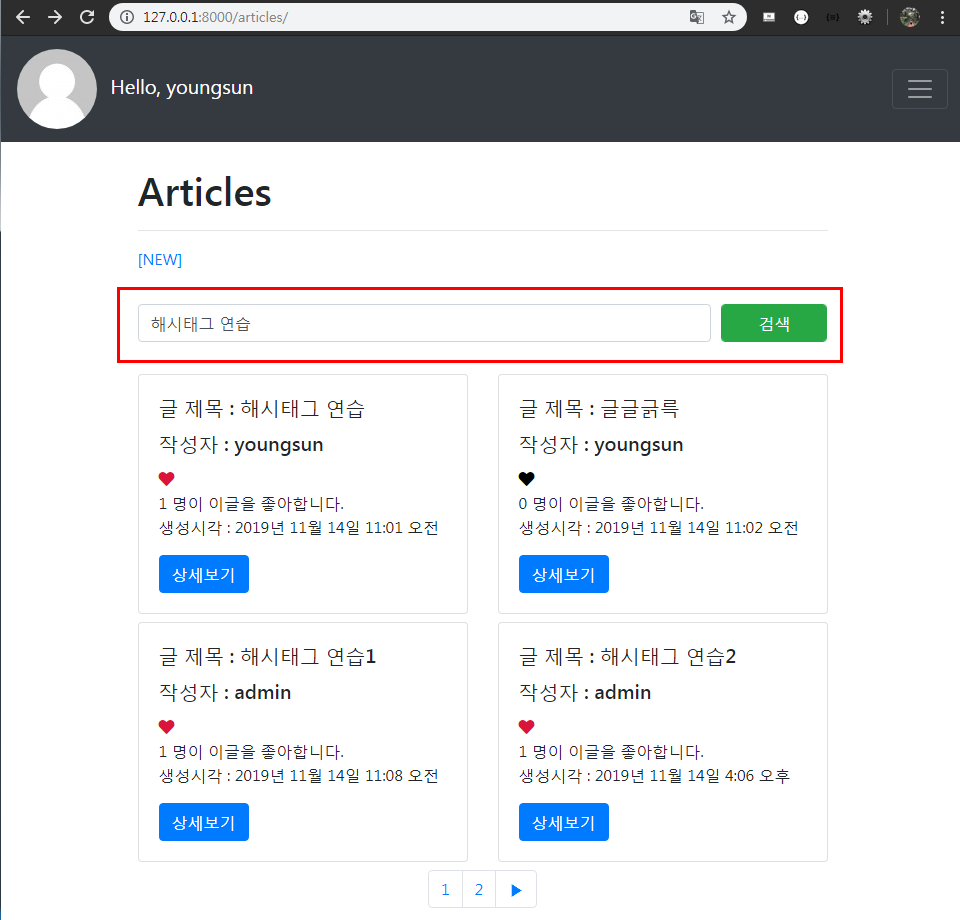 127.0.0.1:8000/articles/
Hello, youngsun
Articles
[NEW]
해시태그 연습 검색
글 제목 : 해시태그 연습
작성자 : youngsun
1 명이 이글을 좋아합니다.
생성시각 : 2019년 11월 14일 11:01 오전
상세보기
글 제목 : 글글긁륵
작성자 : youngsun
0 명이 이글을 좋아합니다.
생성시각 : 2019년 11월 14일 11:02 오전
상세보기
글 제목 : 해시태그 연습1
작성자 : admin
1 명이 이글을 좋아합니다.
생성시각 : 2019년 11월 14일 11:08 오전
상세보기
글 제목 : 해시태그 연습2
작성자 : admin
1 명이 이글을 좋아합니다.
생성시각 : 2019년 11월 14일 4:06 오후
상세보기
1 2 ▶